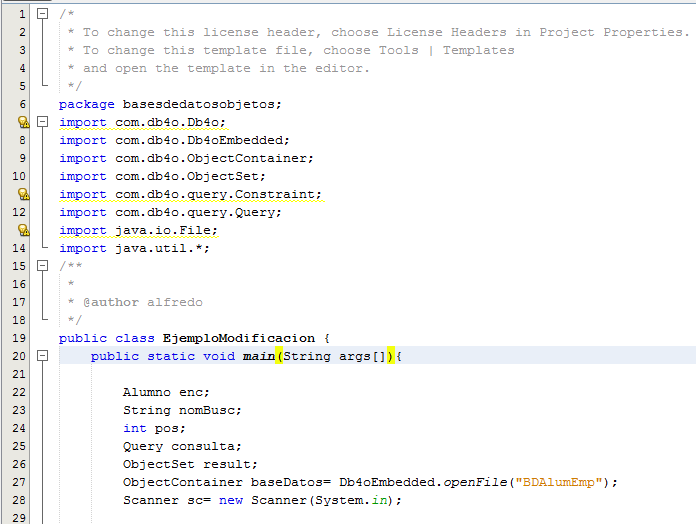 1 /*
2 * To change this license header, choose License Headers in Project Properties.
3 * To change this template file, choose Tools | Templates
4 * and open the template in the editor.
5 */
6 package basesdedatosobjetos;
import com.db4o.Db4o;
8 import com.db4o.Db4oEmbedded;
9 import com.db4o.ObjectContainer;
10 import com.db4o.ObjectSet;
import com.db4o.query.Constraint;
12 import com.db4o.query.Query;
import java.io.File;
14 import java.util.*;
15 /**
16 *
17 * @author alfredo
18 */
19 public class EjemploModificacion {
20 public static void main(String args[]){
21
22 Alumno enc;
23 String nomBusc;
24 int pos;
25 Query consulta;
26 ObjectSet result;
27 ObjectContainer baseDatos= Db4oEmbedded.openFile("BDAlumEmp");
28 Scanner sc= new Scanner(System.in);
29